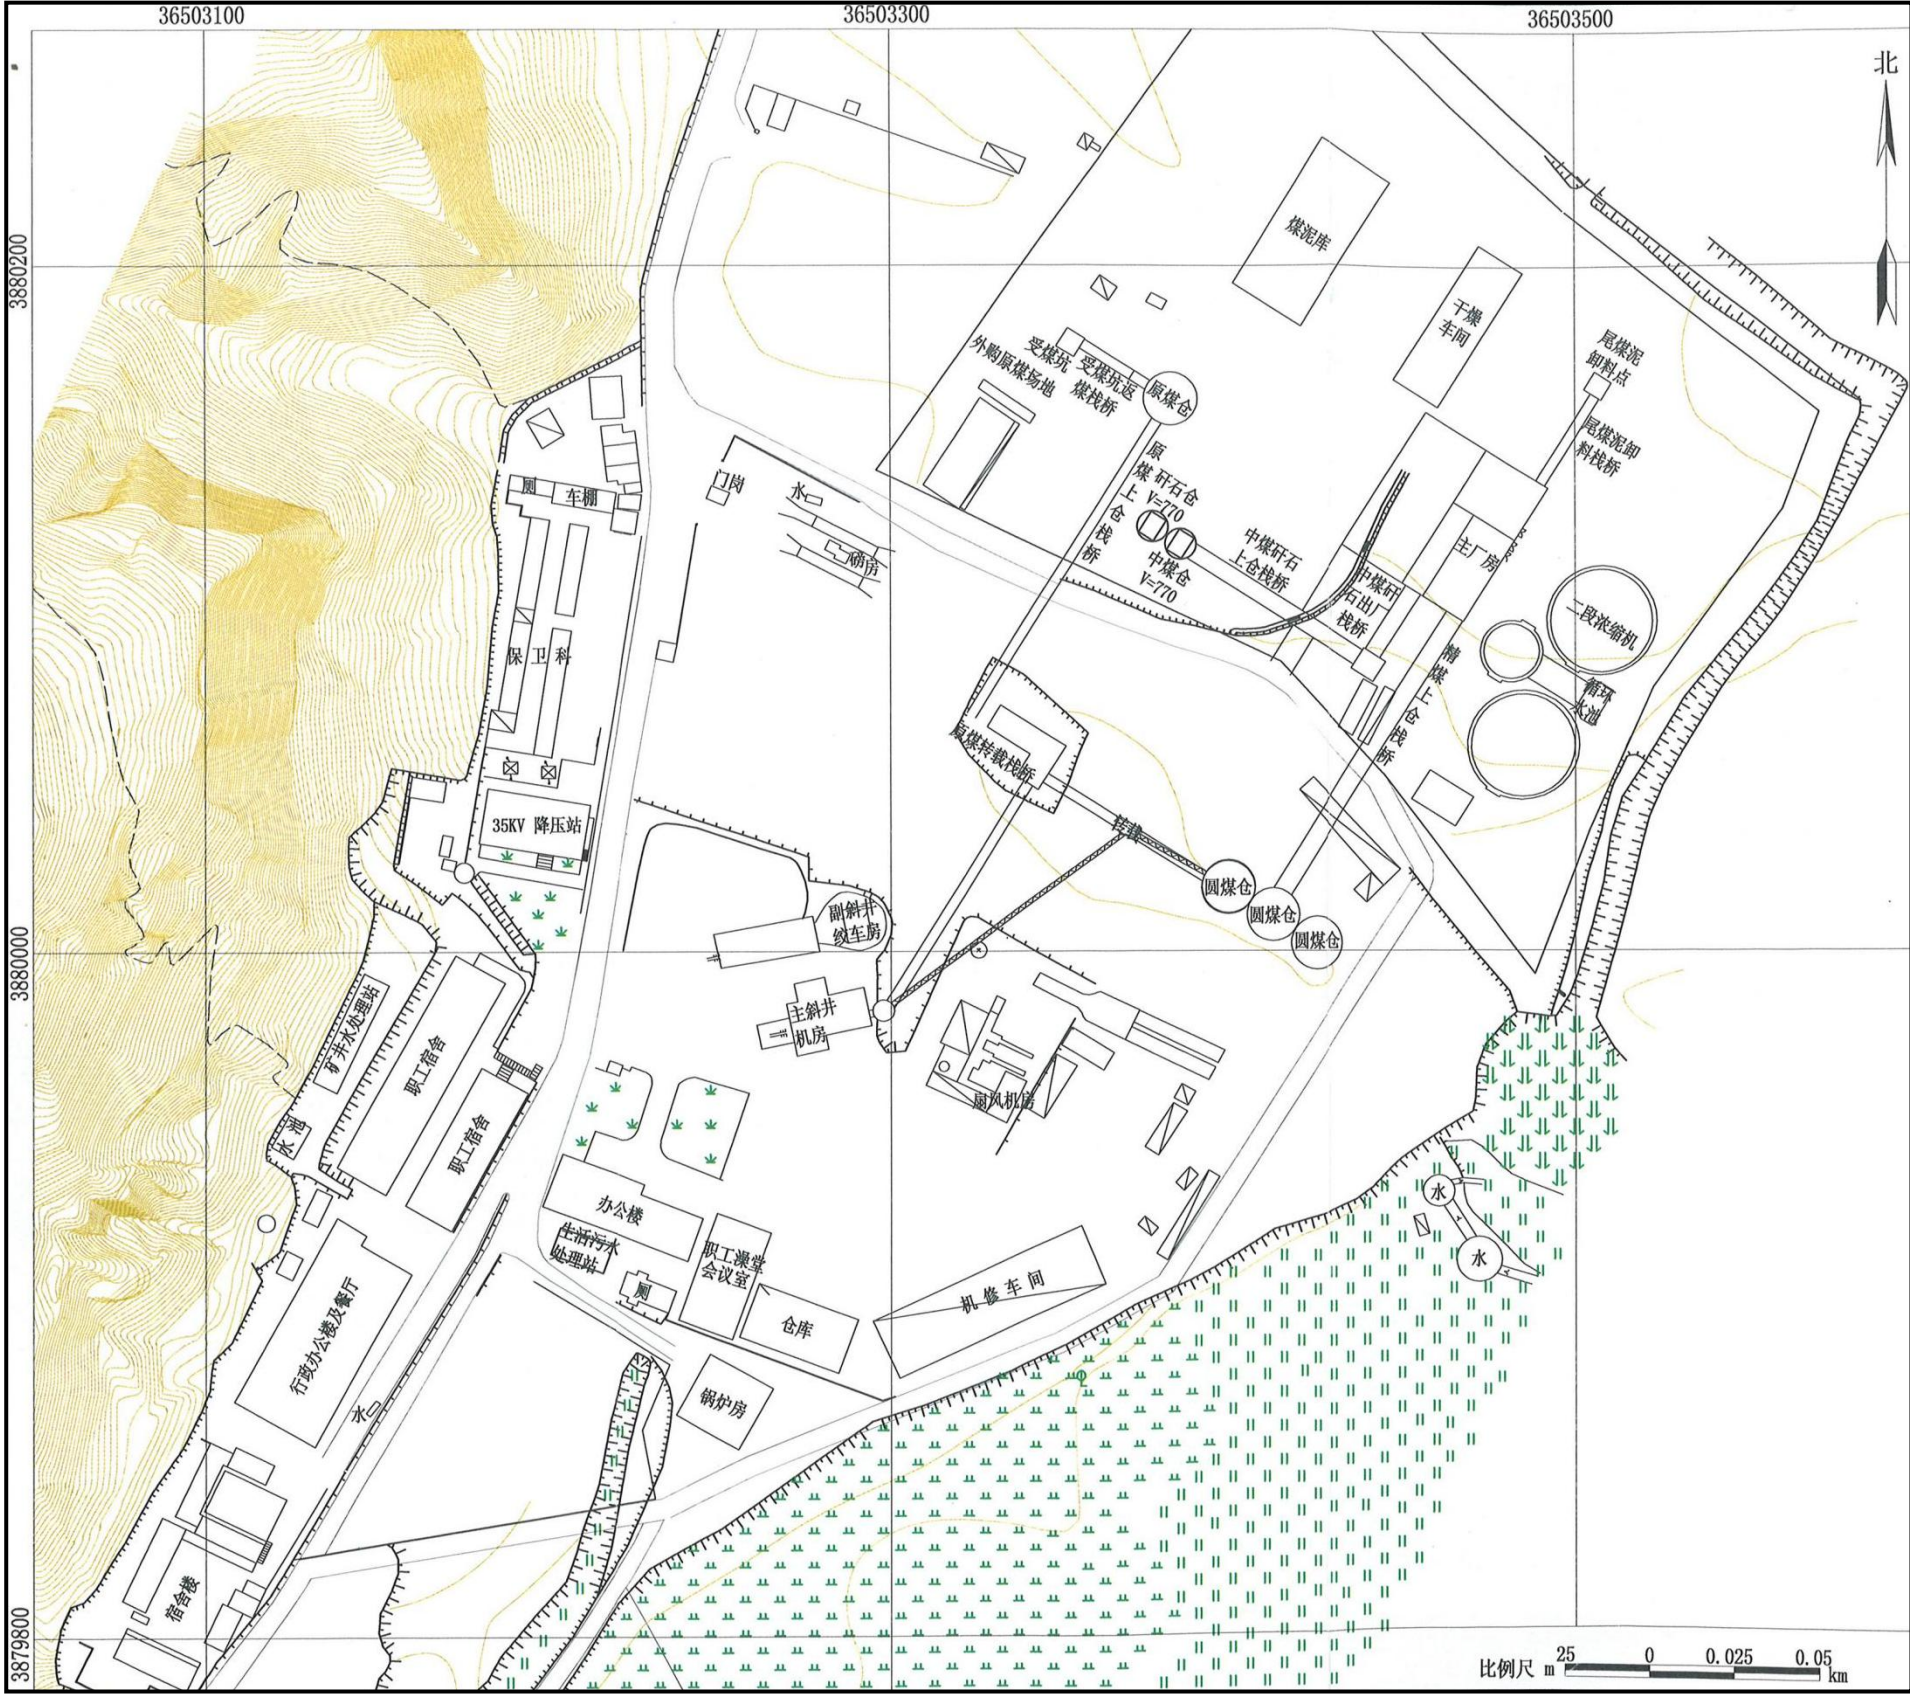 36503100
36503300
36503500
北
3880200
3880000
3879800
煤泥库
干燥
车间
尾煤泥
卸料点
尾煤泥卸
料栈桥
外购原煤场地
受煤坑
受煤坑返
煤栈桥
原煤仓
原
煤
上
仓
栈
桥
矸石仓
V=770
中煤仓
V=770
中煤矸石
上仓栈桥
中煤矸
石出厂
栈桥
主厂房
二段浓缩机
循环
水池
精
煤
上
仓
栈
桥
门岗
水
磅房
厕
车棚
保卫科
35KV 降压站
原煤转载栈桥
转载
圆煤仓
圆煤仓
圆煤仓
副斜井
绞车房
主斜井
机房
扇风机房
矿井水处理站
职工宿舍
职工宿舍
水池
办公楼
生活污水
处理站
厕
职工澡堂
会议室
仓库
机修车间
锅炉房
行政办公楼及餐厅
水
宿舍楼
水
水
比例尺 m 25 0 0.025 0.05 km